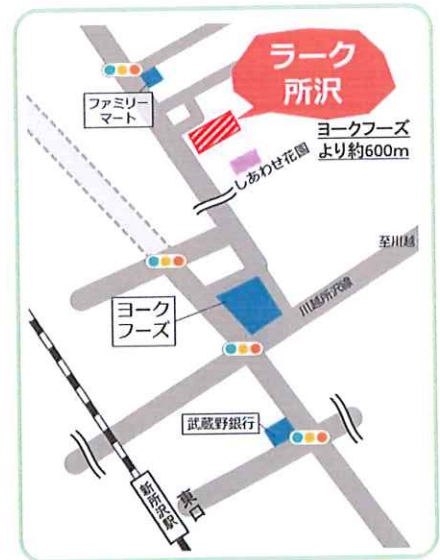 ラーク
所沢
ファミリー
マート
ヨークフーズ
より約600m
しあわせ花園
至川越
川越所沢線
ヨーク
フーズ
武蔵野銀行
東口
新所沢駅